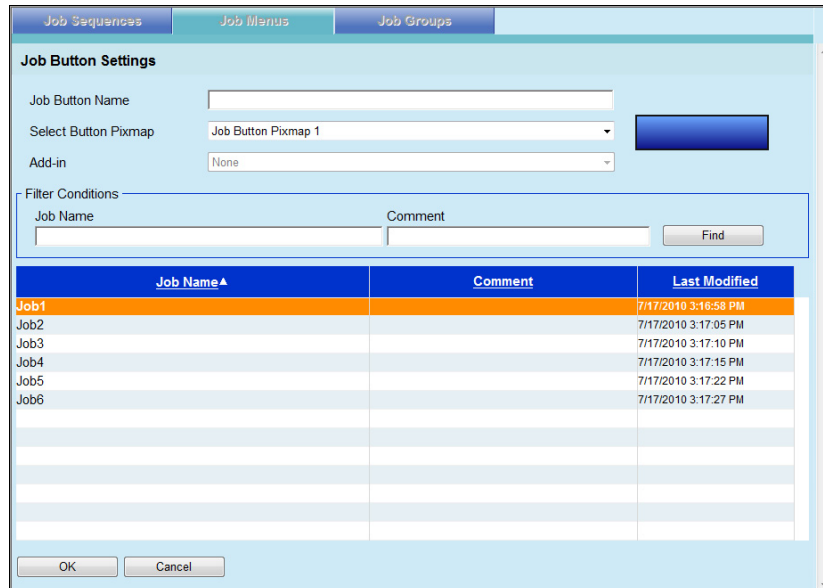 Job Sequences Job Menus Job Groups
Job Button Settings
Job Button Name
Select Button Pixmap Job Button Pixmap 1
Add-in None
Filter Conditions
Job Name Comment
Find
Job Name▲ Comment Last Modified
Job1 7/17/2010 3:16:58 PM
Job2 7/17/2010 3:17:05 PM
Job3 7/17/2010 3:17:10 PM
Job4 7/17/2010 3:17:15 PM
Job5 7/17/2010 3:17:22 PM
Job6 7/17/2010 3:17:27 PM
OK Cancel